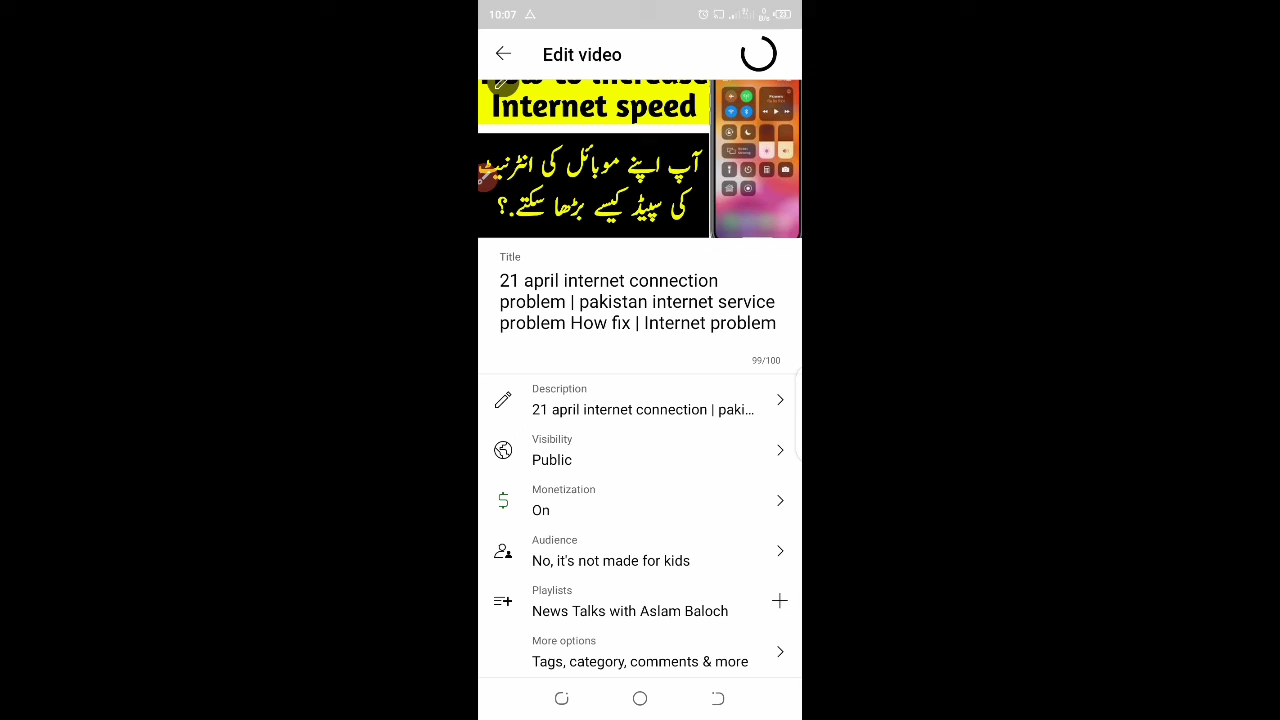 10:07
Edit video
How to increase
Internet speed
آپ اپنے موبائل کی انٹرنیٹ
کی سپیڈ کیسے بڑھا سکتے.؟
Title
21 april internet connection
problem | pakistan internet service
problem How fix | Internet problem
99/100
Description
21 april internet connection | paki...
Visibility
Public
Monetization
On
Audience
No, it's not made for kids
Playlists
News Talks with Aslam Baloch
More options
Tags, category, comments & more